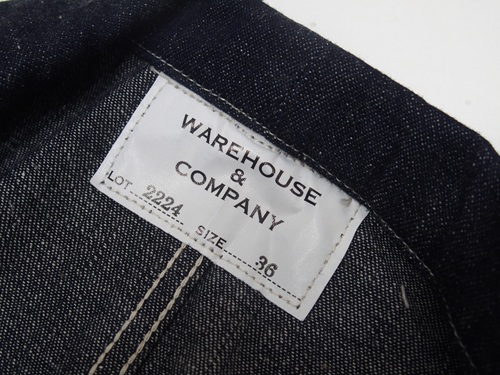 WAREHOUSE
&
COMPANY
LOT 2224 SIZE 36